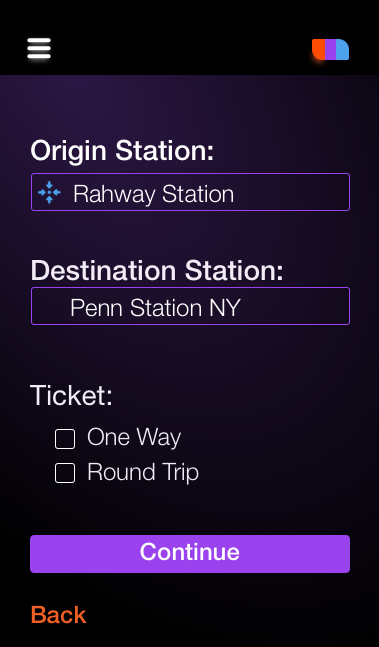 Origin Station:
Rahway Station
Destination Station:
Penn Station NY
Ticket:
One Way
Round Trip
Continue
Back